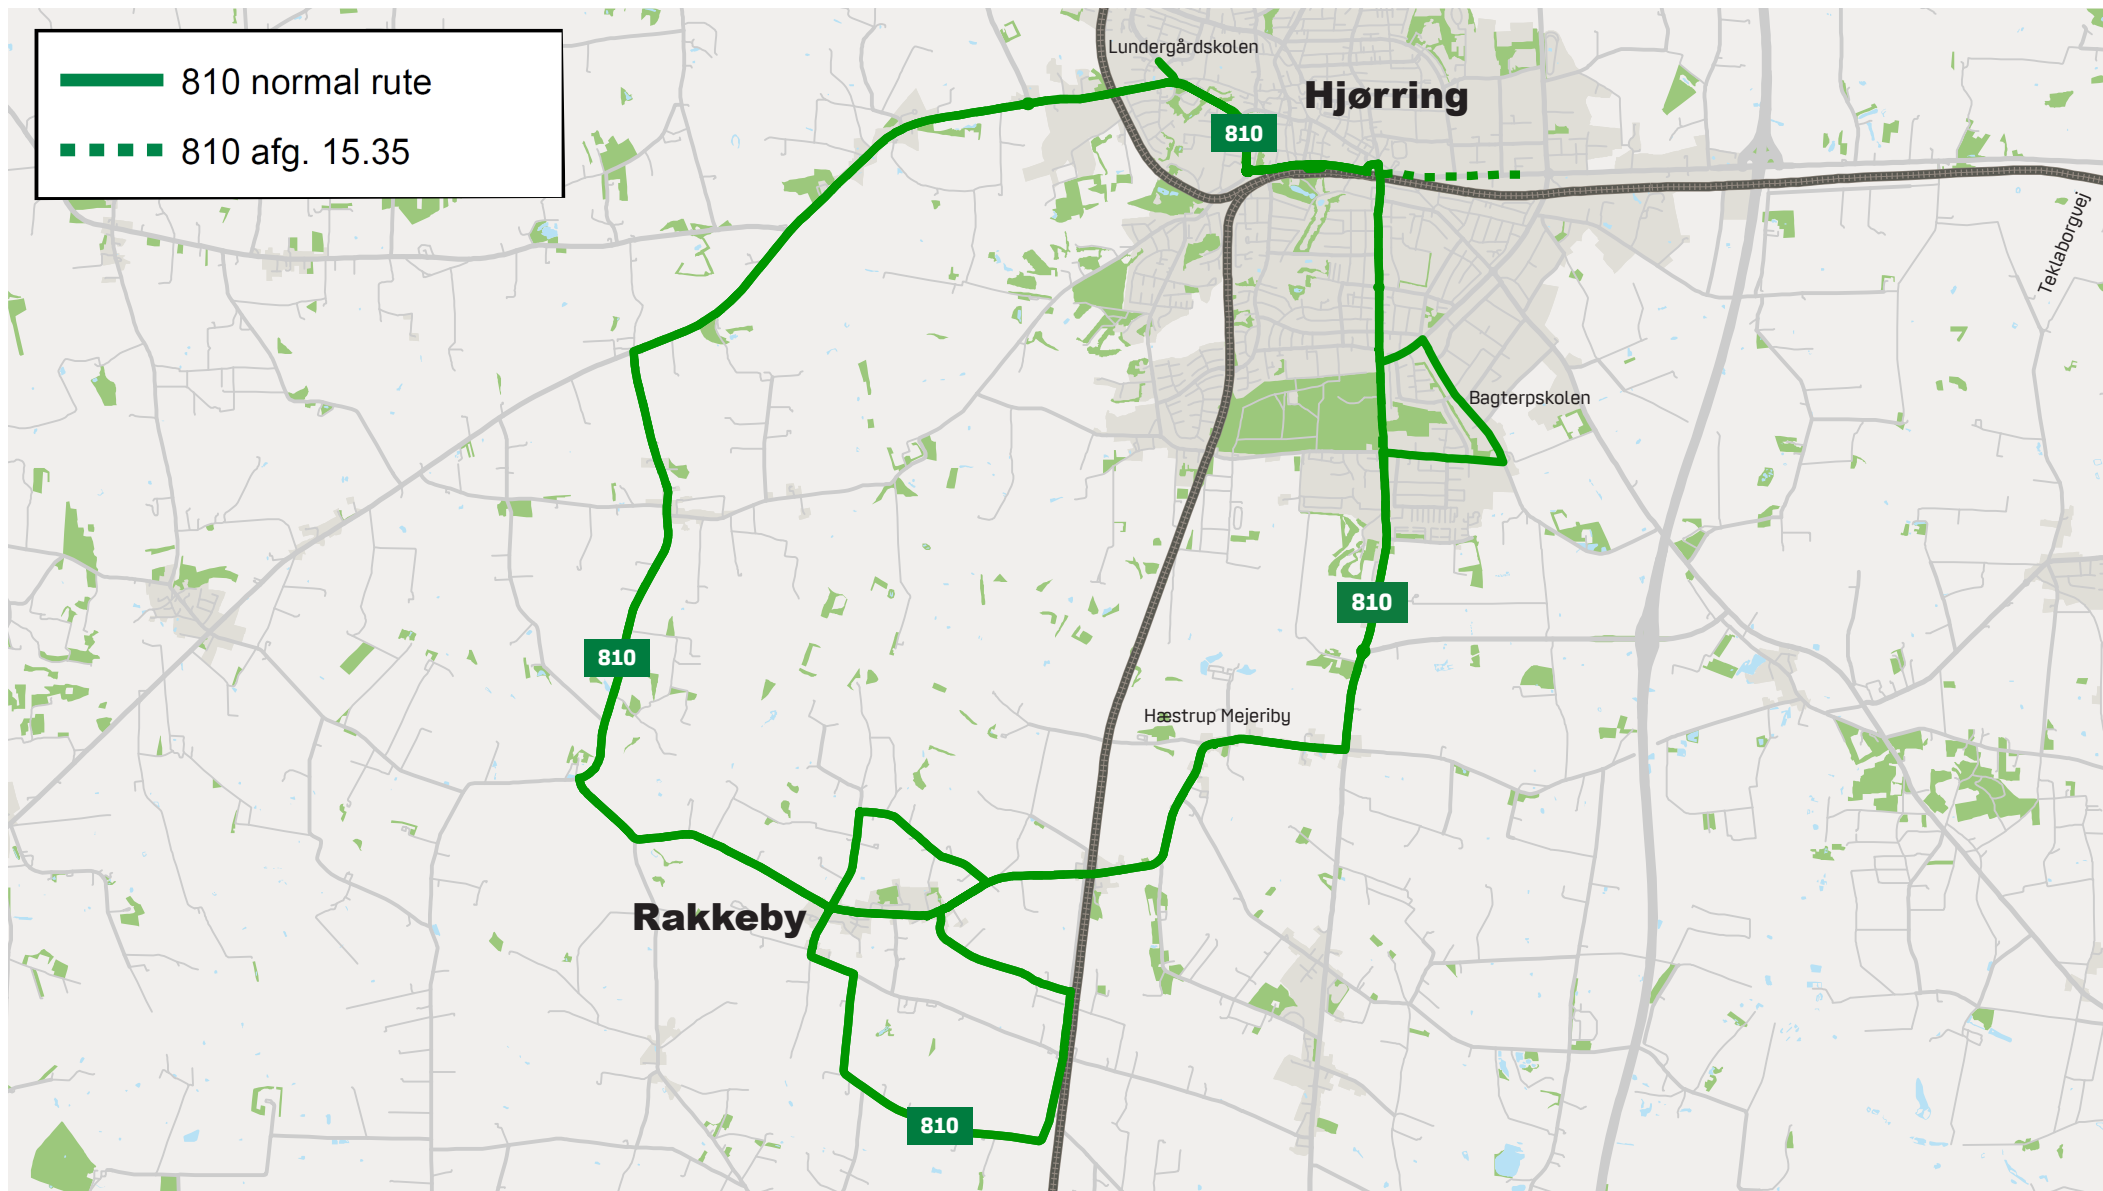 810 normal rute
810 afg. 15.35
Lundergårdskolen
Hjørring
810
Teklaborgvej
Bagterpskolen
810
810
Hæstrup Mejeriby
Rakkeby
810